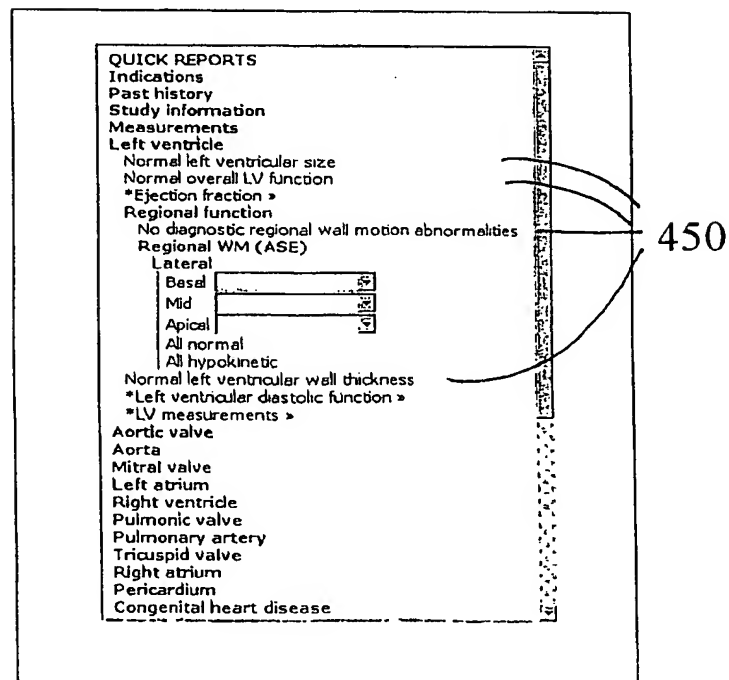 QUICK REPORTS
Indications
Past history
Study information
Measurements
Left ventricle
Normal left ventricular size
Normal overall LV function
*Ejection fraction »
Regional function
No diagnostic regional wall motion abnormalities
Regional WM (ASE)
Lateral
Basal
Mid
Apical
All normal
All hypokinetic
Normal left ventricular wall thickness
*Left ventricular diastolic function »
*LV measurements »
Aortic valve
Aorta
Mitral valve
Left atrium
Right ventricle
Pulmonic valve
Pulmonary artery
Tricuspid valve
Right atrium
Pericardium
Congenital heart disease
450